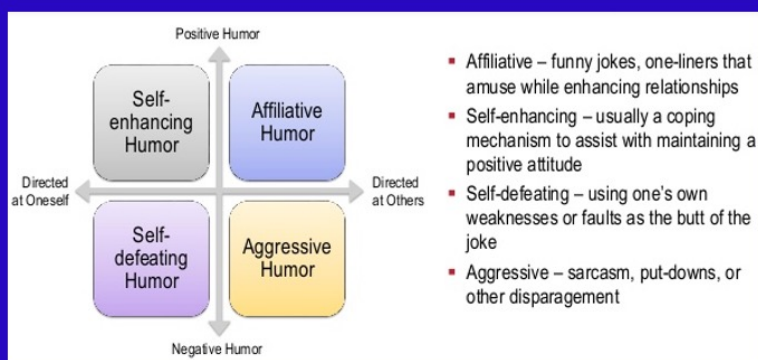 Positive Humor
Self-
enhancing
Humor
Affiliative
Humor
Directed
at Oneself
Directed
at Others
Self-
defeating
Humor
Aggressive
Humor
Negative Humor
▪ Affiliative – funny jokes, one-liners that
amuse while enhancing relationships
▪ Self-enhancing – usually a coping
mechanism to assist with maintaining a
positive attitude
▪ Self-defeating – using one's own
weaknesses or faults as the butt of the
joke
▪ Aggressive – sarcasm, put-downs, or
other disparagement